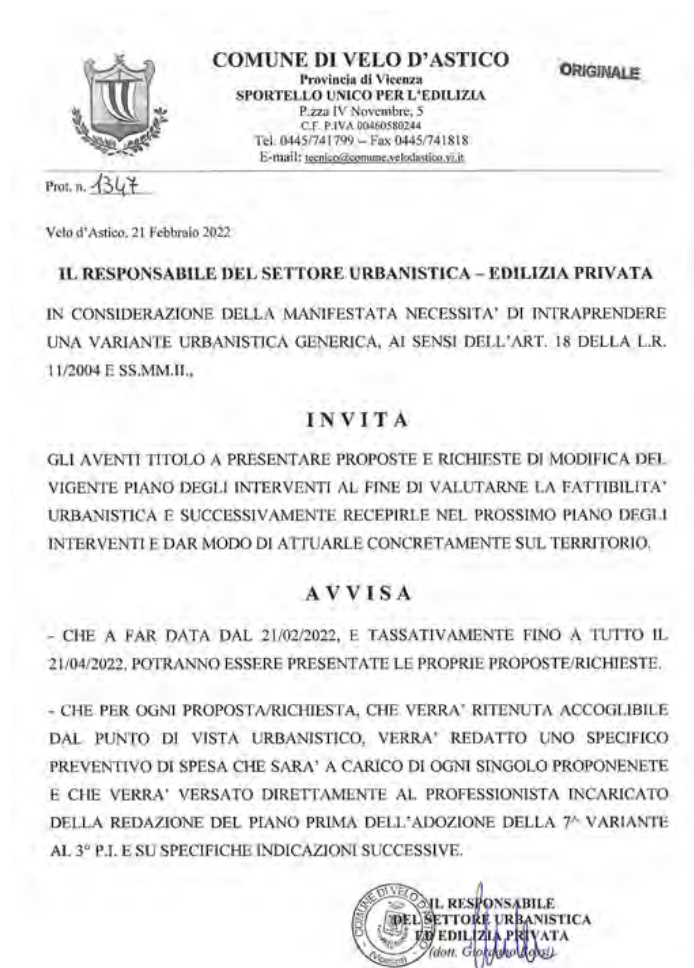 COMUNE DI VELO D'ASTICO
ORIGINALE
Provincia di Vicenza
SPORTELLO UNICO PER L'EDILIZIA
P.zza IV Novembre, 5
C.F. P.IVA 00460580244
Tel. 0445/741799 – Fax 0445/741818
E-mail: tecnico@comune.velodastico.vi.it
Prot. n. 1347
Velo d'Astico, 21 Febbraio 2022
IL RESPONSABILE DEL SETTORE URBANISTICA – EDILIZIA PRIVATA
IN CONSIDERAZIONE DELLA MANIFESTATA NECESSITA' DI INTRAPRENDERE
UNA VARIANTE URBANISTICA GENERICA, AI SENSI DELL'ART. 18 DELLA L.R.
11/2004 E SS.MM.II.,
I N V I T A
GLI AVENTI TITOLO A PRESENTARE PROPOSTE E RICHIESTE DI MODIFICA DEL
VIGENTE PIANO DEGLI INTERVENTI AL FINE DI VALUTARNE LA FATTIBILITA'
URBANISTICA E SUCCESSIVAMENTE RECEPIRLE NEL PROSSIMO PIANO DEGLI
INTERVENTI E DAR MODO DI ATTUARLE CONCRETAMENTE SUL TERRITORIO.
A V V I S A
- CHE A FAR DATA DAL 21/02/2022, E TASSATIVAMENTE FINO A TUTTO IL
21/04/2022, POTRANNO ESSERE PRESENTATE LE PROPRIE PROPOSTE/RICHIESTE.
- CHE PER OGNI PROPOSTA/RICHIESTA, CHE VERRA' RITENUTA ACCOGLIBILE
DAL PUNTO DI VISTA URBANISTICO, VERRA' REDATTO UNO SPECIFICO
PREVENTIVO DI SPESA CHE SARA' A CARICO DI OGNI SINGOLO PROPONENETE
E CHE VERRA' VERSATO DIRETTAMENTE AL PROFESSIONISTA INCARICATO
DELLA REDAZIONE DEL PIANO PRIMA DELL'ADOZIONE DELLA 7^ VARIANTE
AL 3° P.I. E SU SPECIFICHE INDICAZIONI SUCCESSIVE.
COMUNE DI VELO D'ASTICO
(Vicenza)
IL RESPONSABILE
DEL SETTORE URBANISTICA
ED EDILIZIA PRIVATA
(dott. Giordano